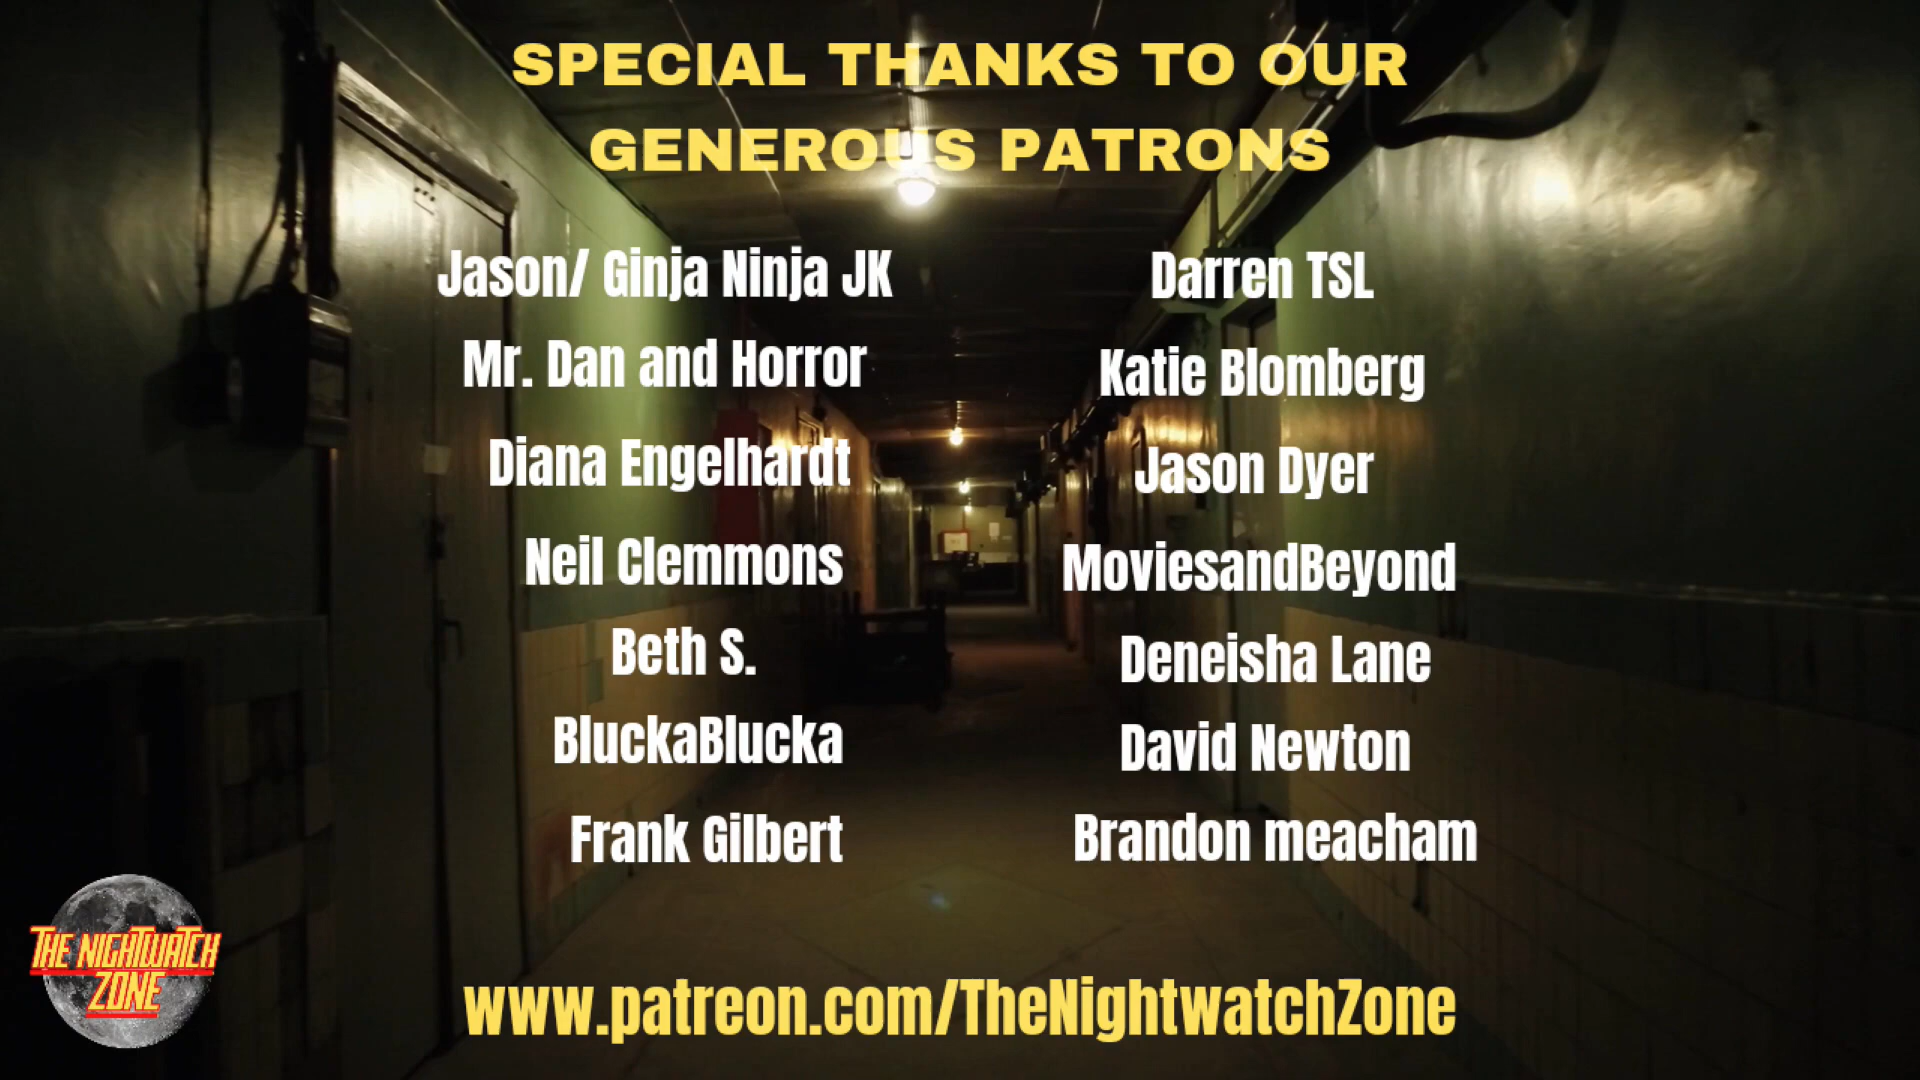 SPECIAL THANKS TO OUR
GENEROUS PATRONS
Jason/ Ginja Ninja JK
Mr. Dan and Horror
Diana Engelhardt
Neil Clemmons
Beth S.
BluckaBlucka
Frank Gilbert
Darren TSL
Katie Blomberg
Jason Dyer
MoviesandBeyond
Deneisha Lane
David Newton
Brandon meacham
THE NIGHTWATCH
ZONE
www.patreon.com/TheNightwatchZone